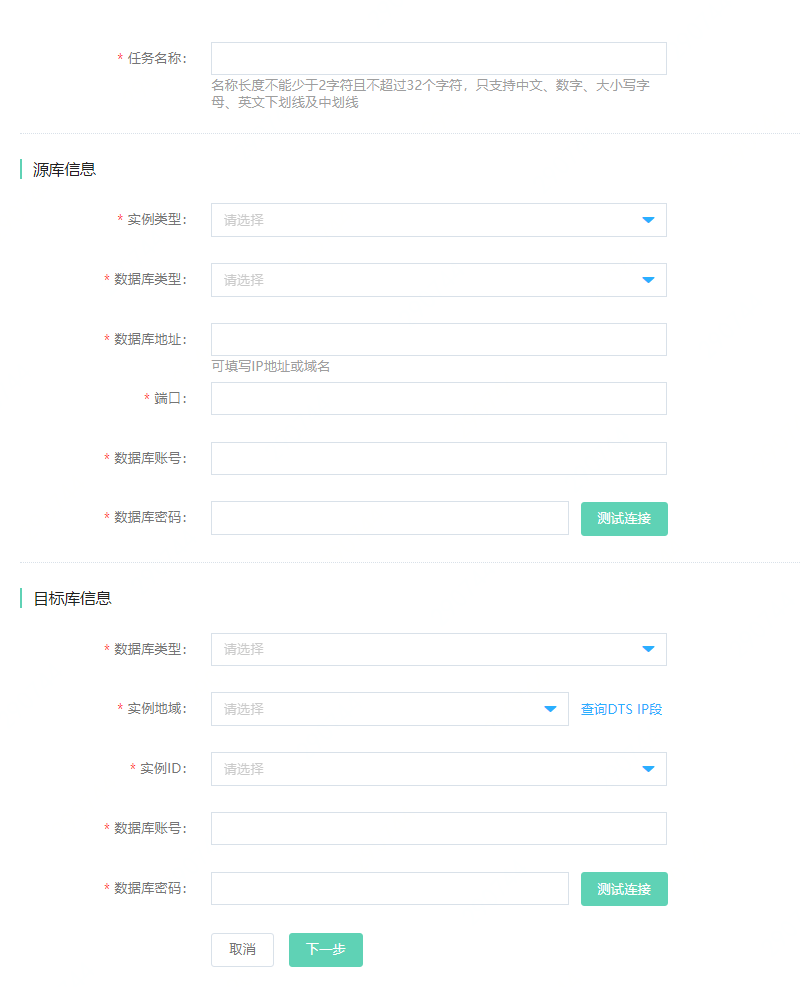 * 任务名称：
名称长度不能少于2字符且不超过32个字符，只支持中文、数字、大小写字
母、英文下划线及中划线
源库信息
* 实例类型： 请选择
* 数据库类型： 请选择
* 数据库地址：
可填写IP地址或域名
* 端口：
* 数据库账号：
* 数据库密码： 测试连接
目标库信息
* 数据库类型： 请选择
* 实例地域： 请选择 查询DTS IP段
* 实例ID： 请选择
* 数据库账号：
* 数据库密码： 测试连接
取消 下一步